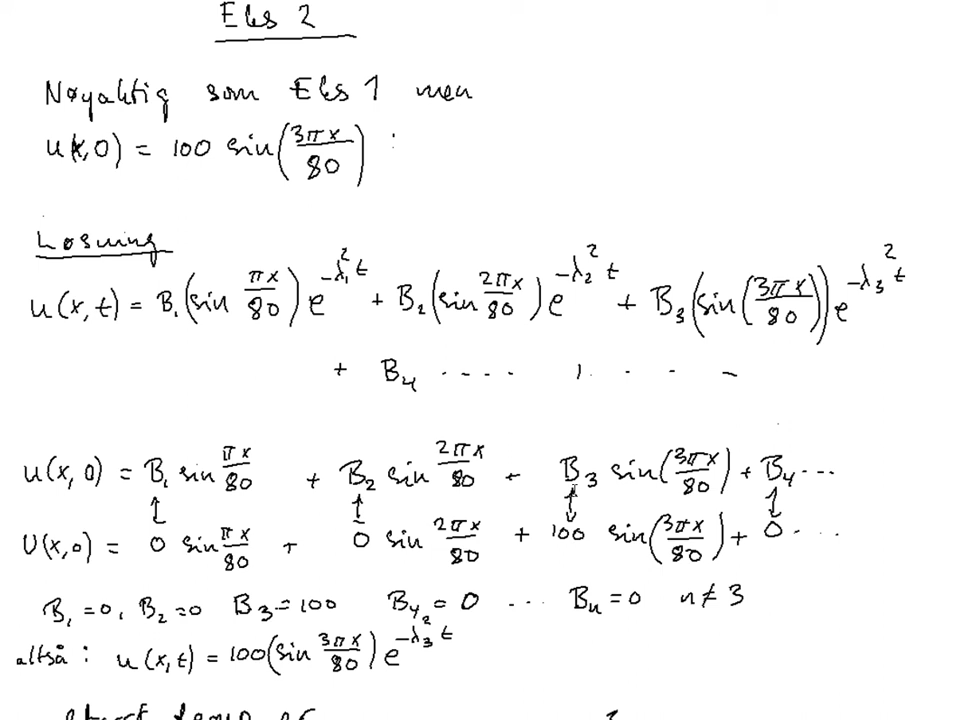 Eks 2
Nøyaktig som Eks 1 men
u(x,0) = 100 sin(3πx/80) :
Løsning
u(x,t) = B₁(sin πx/80) e^(-λ₁² t) + B₂(sin 2πx/80) e^(-λ₂² t) + B₃(sin(3πx/80)) e^(-λ₃² t)
+ B₄ ···· ı. · · –
u(x,0) = B₁ sin πx/80 + B₂ sin 2πx/80 - B₃ sin(3πx/80) + B₄ ···
↕ ↕ ↕ ↕
U(x,0) = 0 sin πx/80 + 0 sin 2πx/80 + 100 sin(3πx/80) + 0 ···
B₁ = 0, B₂ = 0 B₃ = 100 B₄ = 0 ··· Bₙ = 0 n ≠ 3
altså : u(x,t) = 100(sin 3πx/80) e^(-λ₃² t)